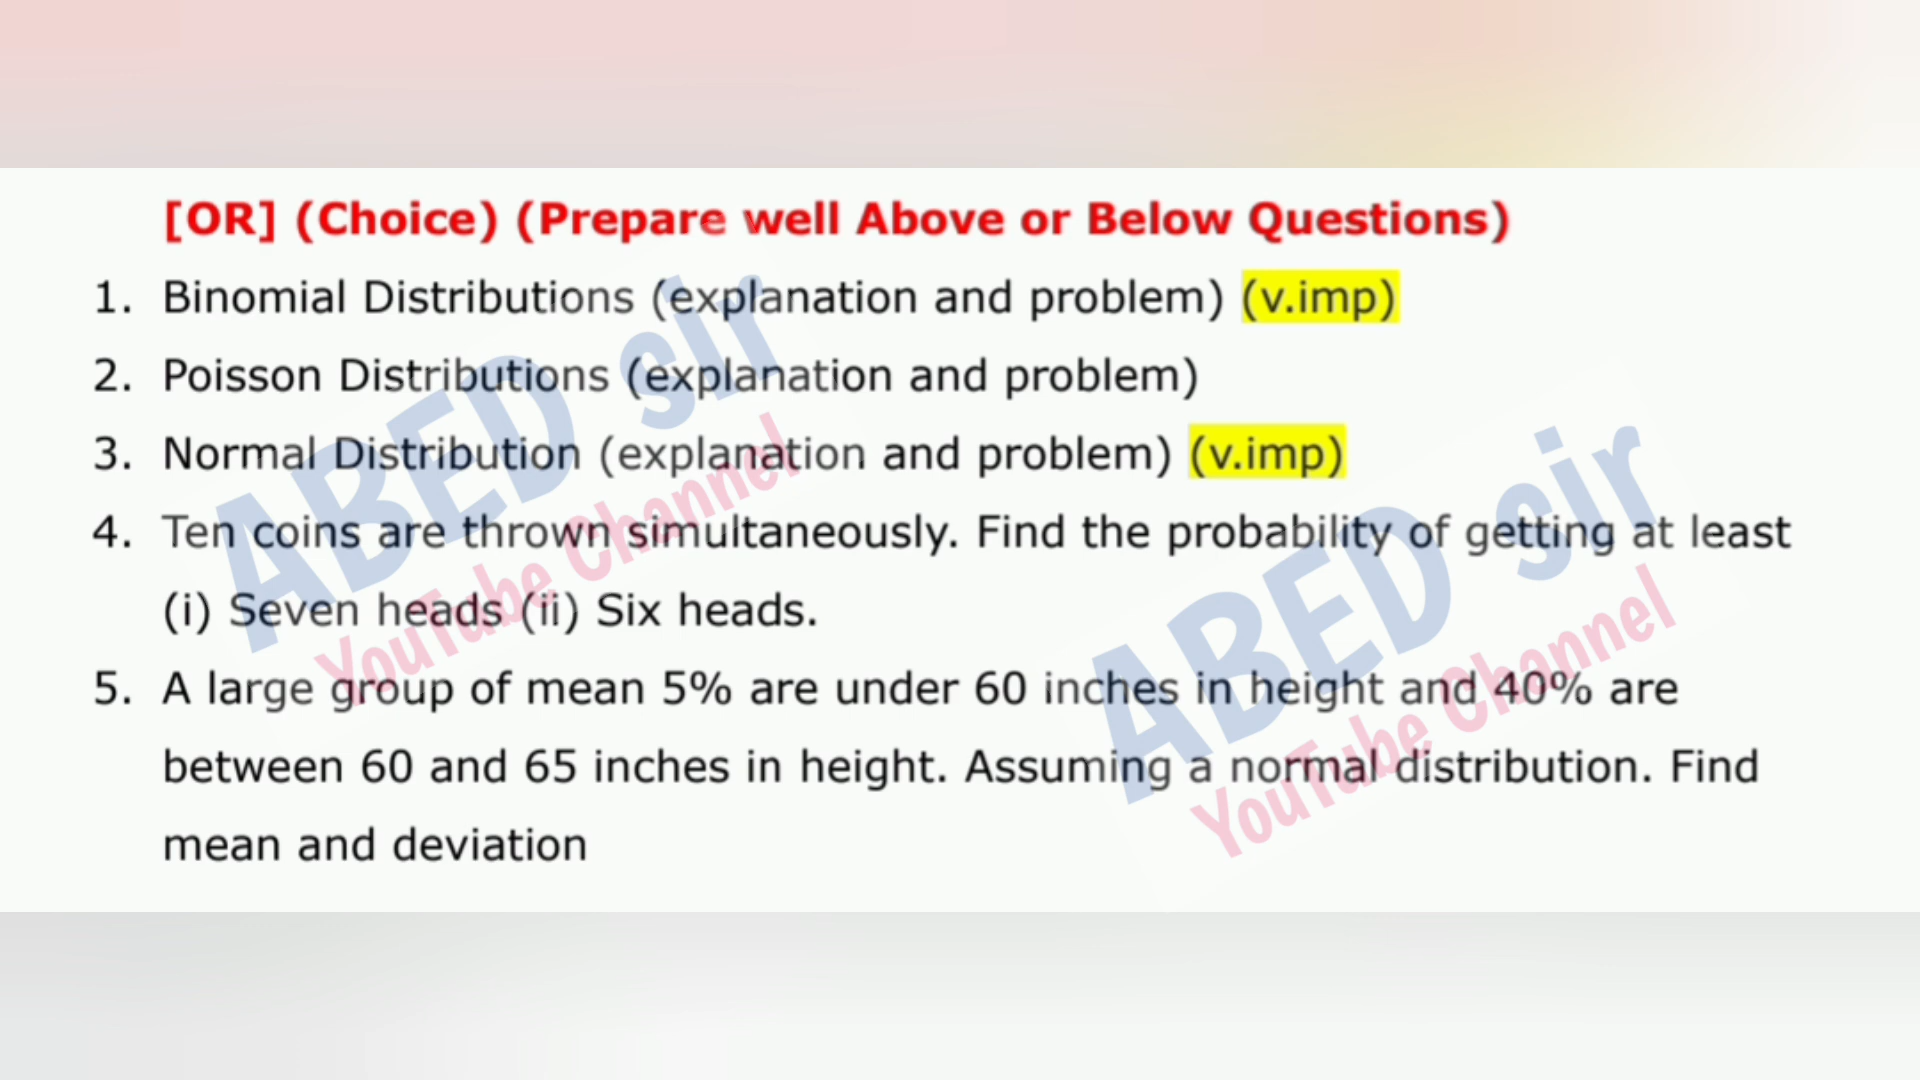 [OR] (Choice) (Prepare well Above or Below Questions)
1. Binomial Distributions (explanation and problem) (v.imp)
2. Poisson Distributions (explanation and problem)
3. Normal Distribution (explanation and problem) (v.imp)
4. Ten coins are thrown simultaneously. Find the probability of getting at least
(i) Seven heads (ii) Six heads.
5. A large group of mean 5% are under 60 inches in height and 40% are
between 60 and 65 inches in height. Assuming a normal distribution. Find
mean and deviation
ABED sir
YouTube Channel
ABED sir
YouTube Channel